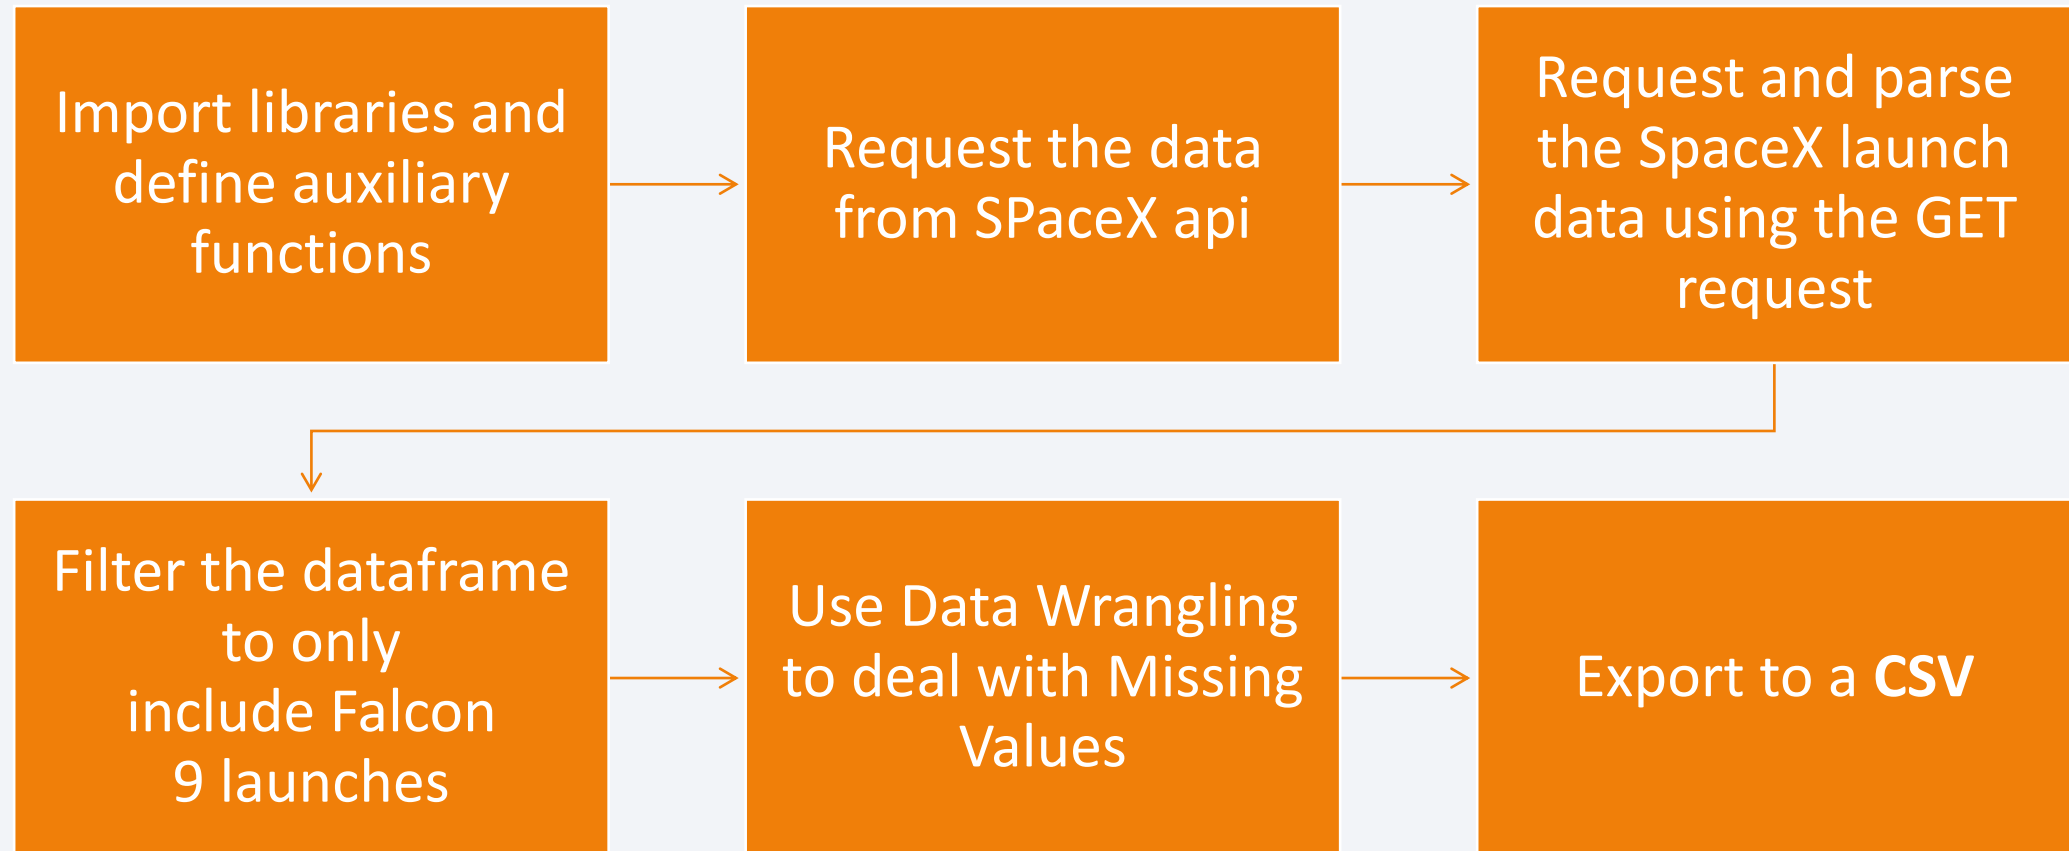 Import libraries and
define auxiliary
functions
Request the data
from SPaceX api
Request and parse
the SpaceX launch
data using the GET
request
Filter the dataframe
to only
include Falcon
9 launches
Use Data Wrangling
to deal with Missing
Values
Export to a CSV